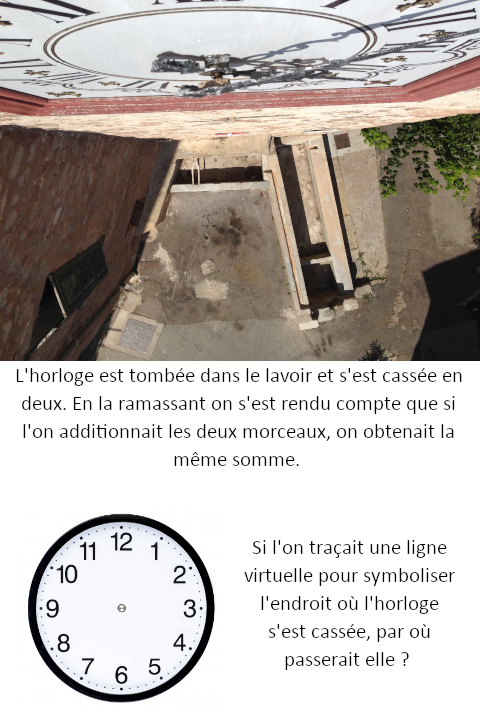 L'horloge est tombée dans le lavoir et s'est cassée en
deux. En la ramassant on s'est rendu compte que si
l'on additionnait les deux morceaux, on obtenait la
même somme.
Si l'on traçait une ligne
virtuelle pour symboliser
l'endroit où l'horloge
s'est cassée, par où
passerait elle ?
12
11 1
10 2
9 3
8 4
7 5
6